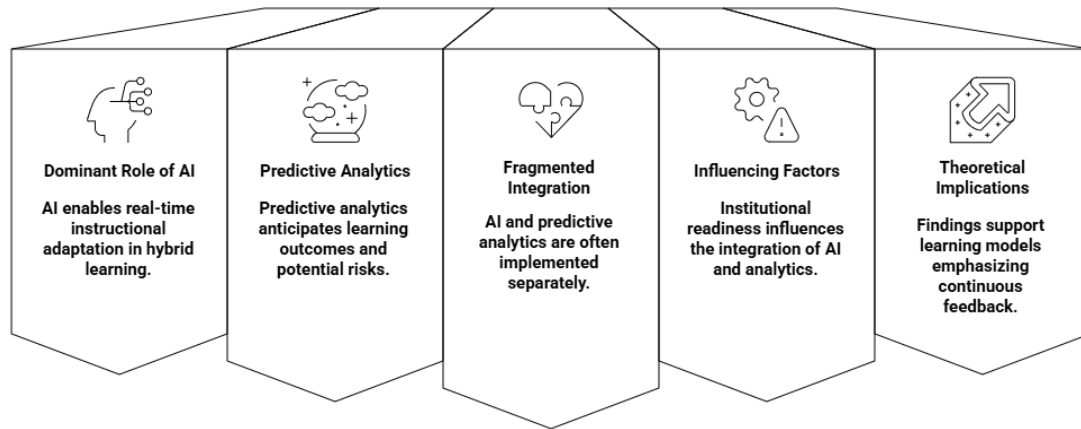 Dominant Role of AI
AI enables real-time
instructional
adaptation in hybrid
learning.
Predictive Analytics
Predictive analytics
anticipates learning
outcomes and
potential risks.
Fragmented
Integration
AI and predictive
analytics are often
implemented
separately.
Influencing Factors
Institutional
readiness influences
the integration of AI
and analytics.
Theoretical
Implications
Findings support
learning models
emphasizing
continuous
feedback.